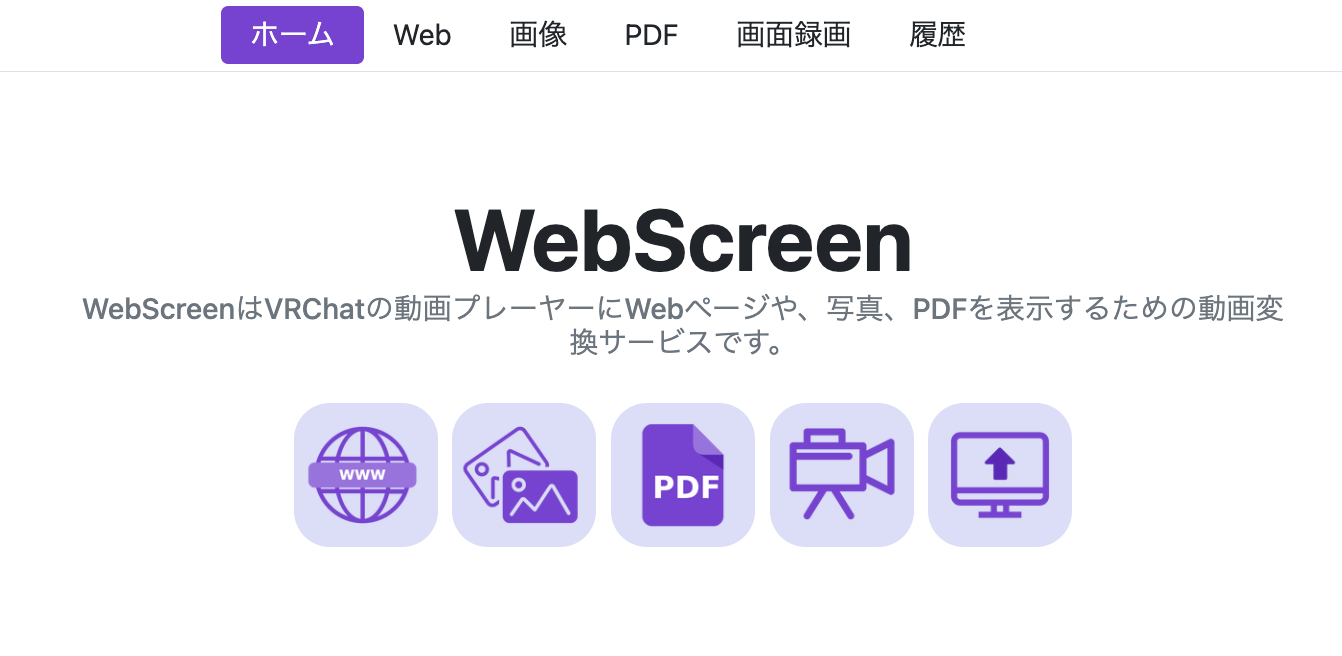 ホーム Web 画像 PDF 画面録画 履歴
WebScreen
WebScreenはVRChatの動画プレーヤーにWebページや、写真、PDFを表示するための動画変
換サービスです。
www PDF